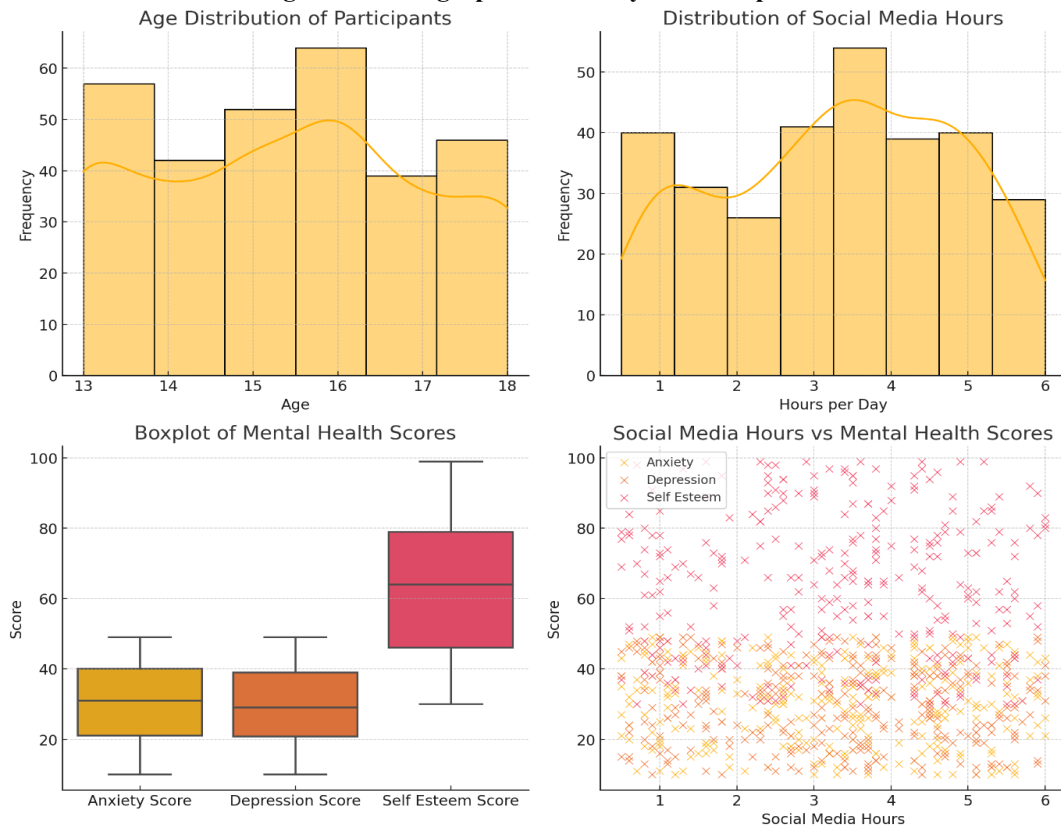 Age Distribution of Participants
Frequency
60
50
40
30
20
10
0
13 14 15 16 17 18
Age
Distribution of Social Media Hours
Frequency
50
40
30
20
10
0
1 2 3 4 5 6
Hours per Day
Boxplot of Mental Health Scores
Score
100
80
60
40
20
Anxiety Score Depression Score Self Esteem Score
Social Media Hours vs Mental Health Scores
Score
100
80
60
40
20
Anxiety
Depression
Self Esteem
1 2 3 4 5 6
Social Media Hours